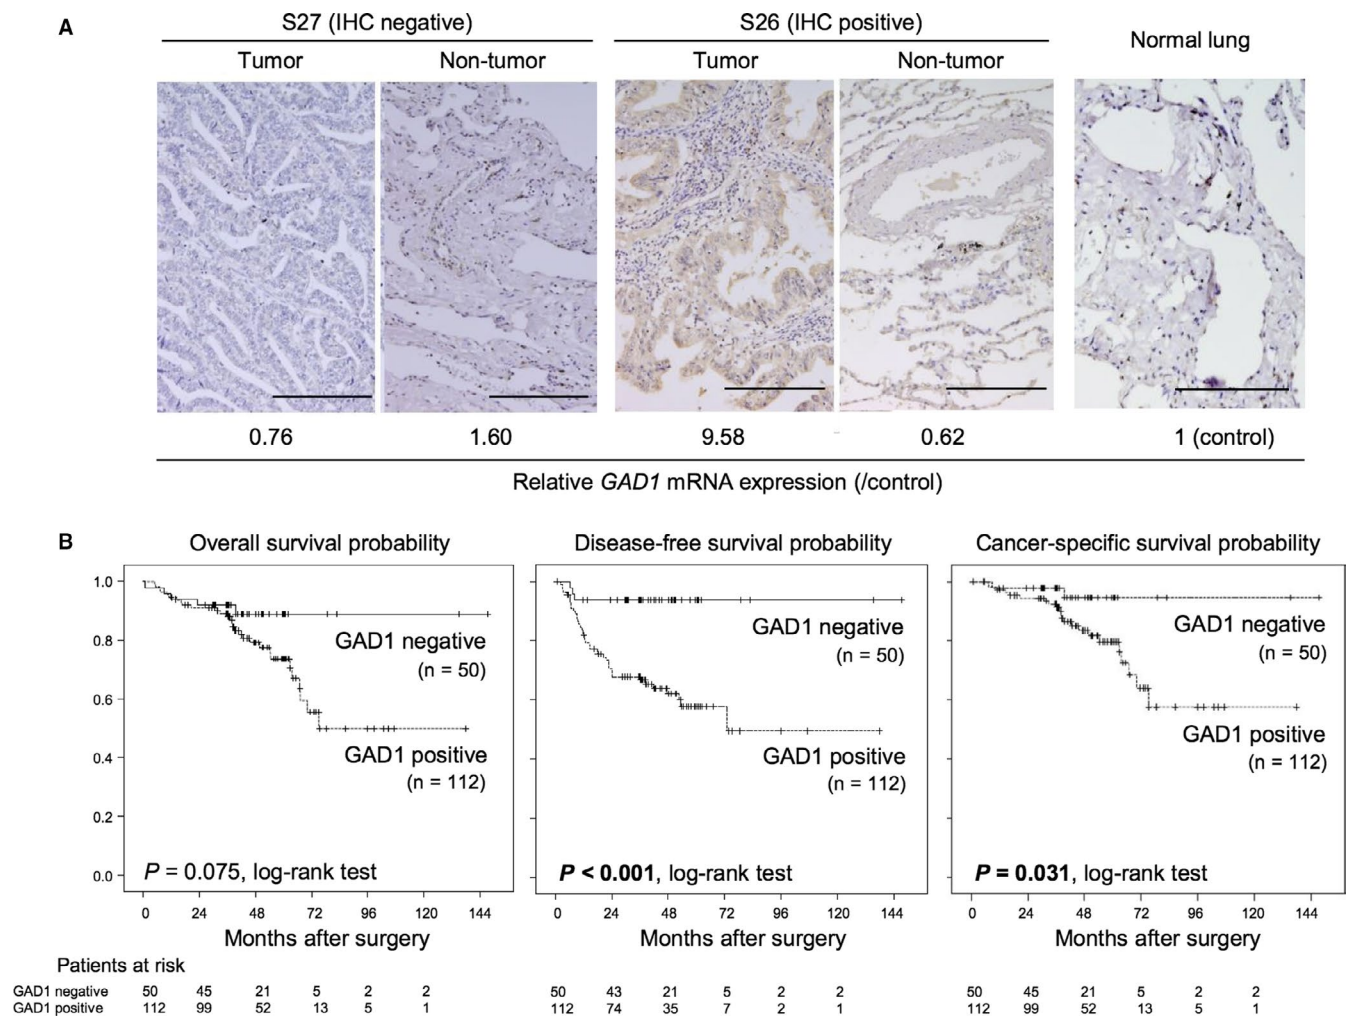 A
S27 (IHC negative)
S26 (IHC positive)
Normal lung
Tumor
Non-tumor
Tumor
Non-tumor
0.76
1.60
9.58
0.62
1 (control)
Relative GAD1 mRNA expression (/control)
B
Overall survival probability
1.0
0.8
0.6
0.4
0.2
0.0
GAD1 negative
(n = 50)
GAD1 positive
(n = 112)
P = 0.075, log-rank test
0 24 48 72 96 120 144
Months after surgery
Disease-free survival probability
GAD1 negative
(n = 50)
GAD1 positive
(n = 112)
P < 0.001, log-rank test
0 24 48 72 96 120 144
Months after surgery
Cancer-specific survival probability
GAD1 negative
(n = 50)
GAD1 positive
(n = 112)
P = 0.031, log-rank test
0 24 48 72 96 120 144
Months after surgery
Patients at risk
GAD1 negative 50 45 21 5 2 2 50 43 21 5 2 2 50 45 21 5 2 2
GAD1 positive 112 99 52 13 5 1 112 74 35 7 2 1 112 99 52 13 5 1